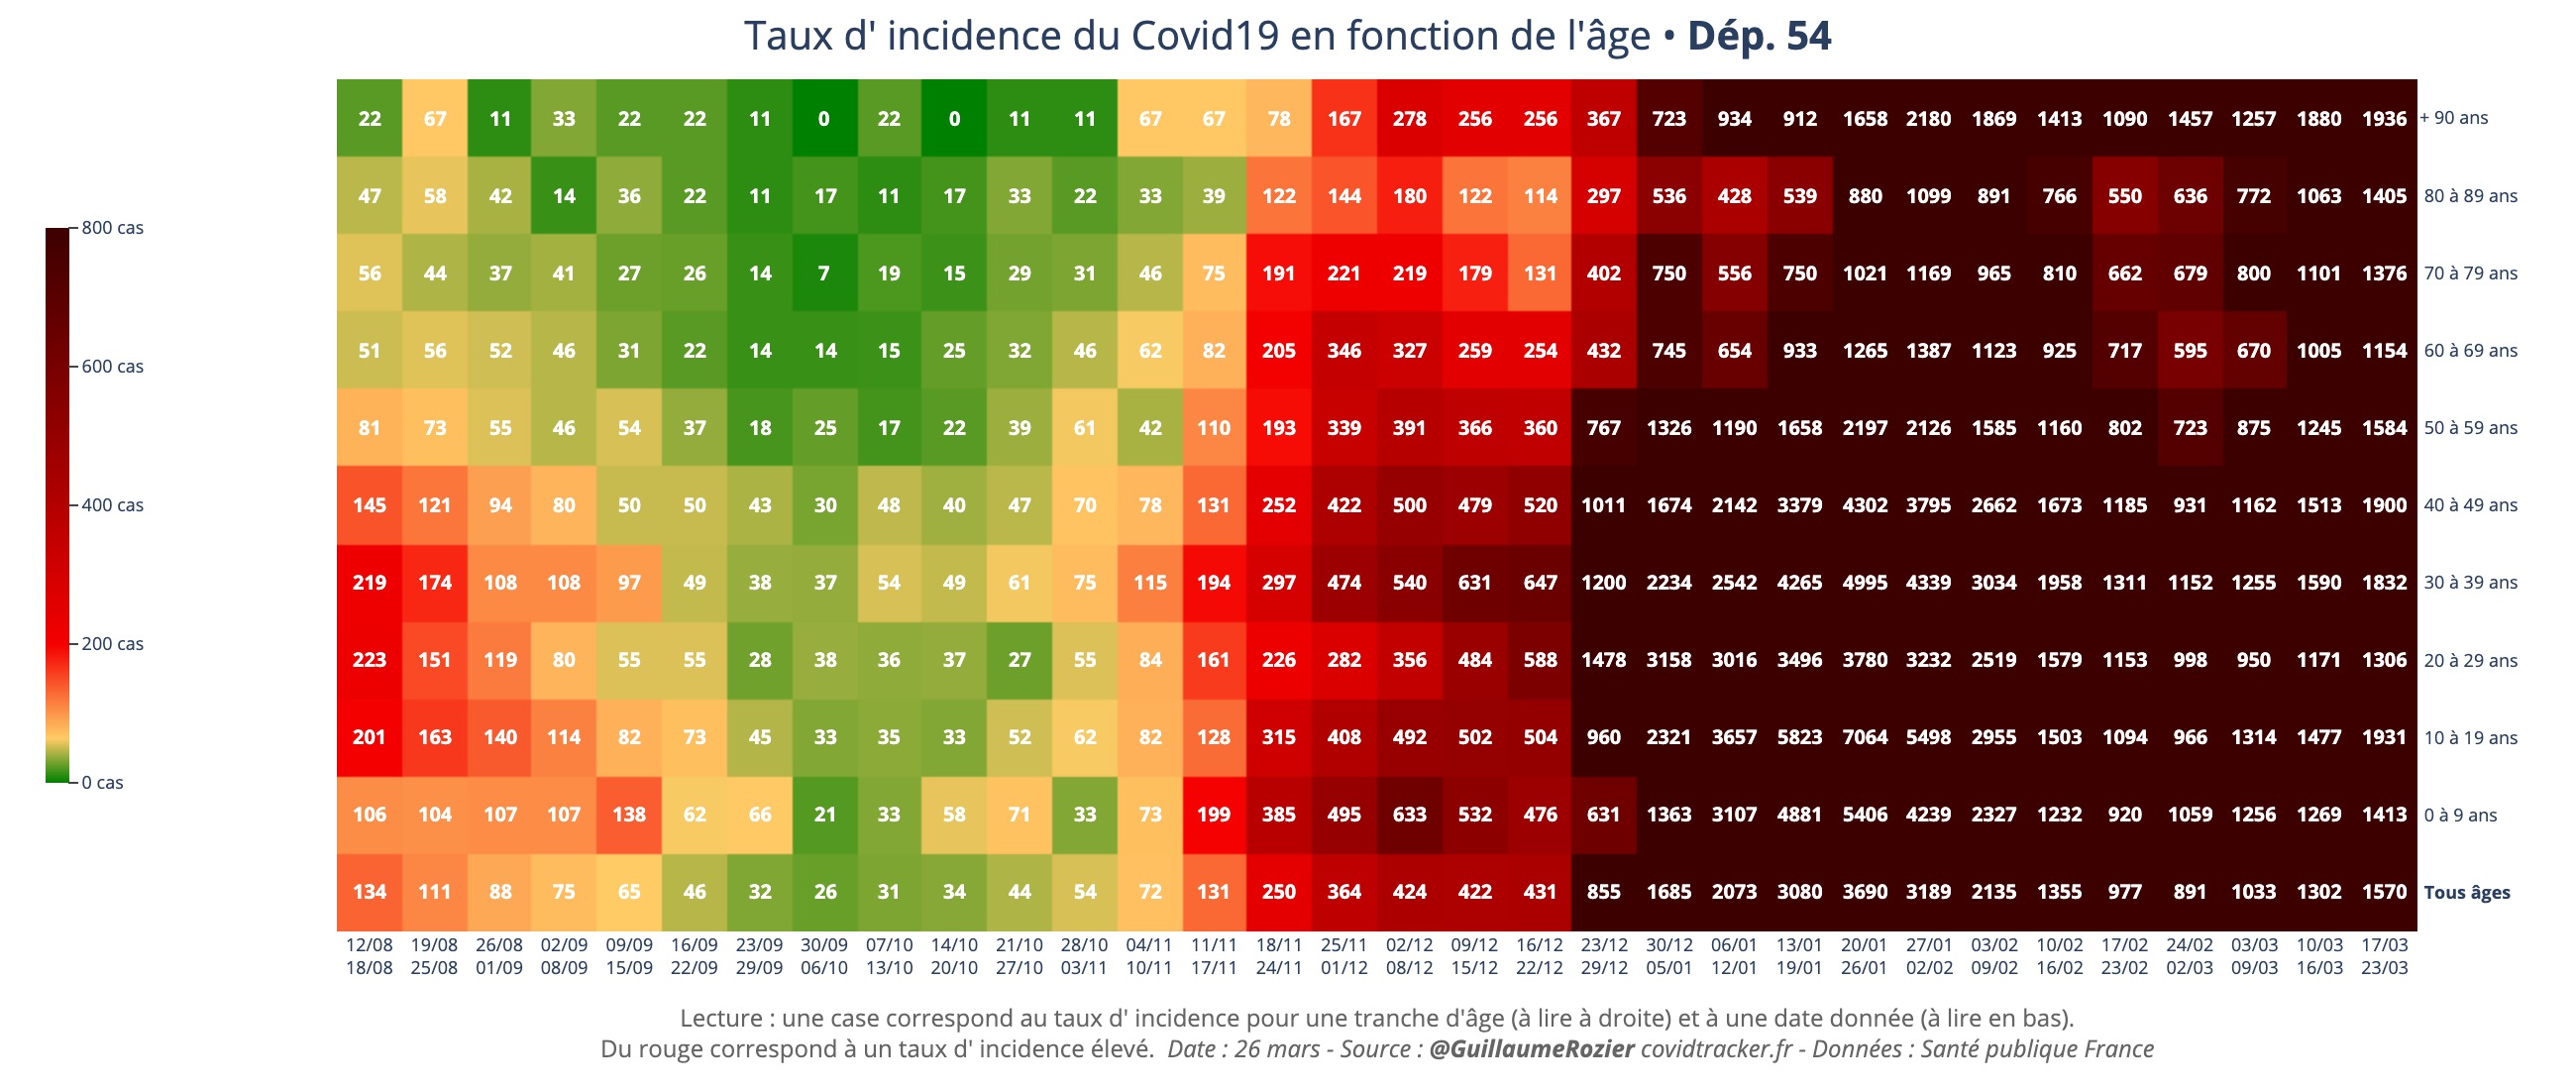 Taux d' incidence du Covid19 en fonction de l'âge • Dép. 54
22 67 11 33 22 22 11 0 22 0 11 11 67 67 78 167 278 256 256 367 723 934 912 1658 2180 1869 1413 1090 1457 1257 1880 1936 + 90 ans
47 58 42 14 36 22 11 17 11 17 33 22 33 39 122 144 180 122 114 297 536 428 539 880 1099 891 766 550 636 772 1063 1405 80 à 89 ans
800 cas
56 44 37 41 27 26 14 7 19 15 29 31 46 75 191 221 219 179 131 402 750 556 750 1021 1169 965 810 662 679 800 1101 1376 70 à 79 ans
51 56 52 46 31 22 14 14 15 25 32 46 62 82 205 346 327 259 254 432 745 654 933 1265 1387 1123 925 717 595 670 1005 1154 60 à 69 ans
600 cas
81 73 55 46 54 37 18 25 17 22 39 61 42 110 193 339 391 366 360 767 1326 1190 1658 2197 2126 1585 1160 802 723 875 1245 1584 50 à 59 ans
400 cas
145 121 94 80 50 50 43 30 48 40 47 70 78 131 252 422 500 479 520 1011 1674 2142 3379 4302 3795 2662 1673 1185 931 1162 1513 1900 40 à 49 ans
219 174 108 108 97 49 38 37 54 49 61 75 115 194 297 474 540 631 647 1200 2234 2542 4265 4995 4339 3034 1958 1311 1152 1255 1590 1832 30 à 39 ans
200 cas
223 151 119 80 55 55 28 38 36 37 27 55 84 161 226 282 356 484 588 1478 3158 3016 3496 3780 3232 2519 1579 1153 998 950 1171 1306 20 à 29 ans
201 163 140 114 82 73 45 33 35 33 52 62 82 128 315 408 492 502 504 960 2321 3657 5823 7064 5498 2955 1503 1094 966 1314 1477 1931 10 à 19 ans
0 cas
106 104 107 107 138 62 66 21 33 58 71 33 73 199 385 495 633 532 476 631 1363 3107 4881 5406 4239 2327 1232 920 1059 1256 1269 1413 0 à 9 ans
134 111 88 75 65 46 32 26 31 34 44 54 72 131 250 364 424 422 431 855 1685 2073 3080 3690 3189 2135 1355 977 891 1033 1302 1570 Tous âges
12/08 19/08 26/08 02/09 09/09 16/09 23/09 30/09 07/10 14/10 21/10 28/10 04/11 11/11 18/11 25/11 02/12 09/12 16/12 23/12 30/12 06/01 13/01 20/01 27/01 03/02 10/02 17/02 24/02 03/03 10/03 17/03
18/08 25/08 01/09 08/09 15/09 22/09 29/09 06/10 13/10 20/10 27/10 03/11 10/11 17/11 24/11 01/12 08/12 15/12 22/12 29/12 05/01 12/01 19/01 26/01 02/02 09/02 16/02 23/02 02/03 09/03 16/03 23/03
Lecture : une case correspond au taux d' incidence pour une tranche d'âge (à lire à droite) et à une date donnée (à lire en bas).
Du rouge correspond à un taux d' incidence élevé. Date : 26 mars - Source : @GuillaumeRozier covidtracker.fr - Données : Santé publique France